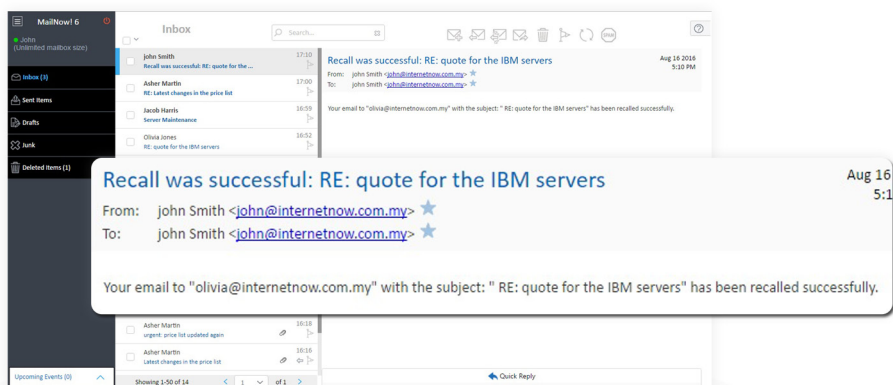 MailNow! 6
John
(Unlimited mailbox size)
Inbox (3)
Sent Items
Drafts
Junk
Deleted Items (1)
Upcoming Events (0)
Inbox
Search...
john Smith 17:10
Recall was successful: RE: quote for the ...
Asher Martin 17:00
RE: Latest changes in the price list
Jacob Harris 16:59
Server Maintenance
Olivia Jones 16:52
RE: quote for the IBM servers
Asher Martin 16:18
urgent: price list updated again
Asher Martin 16:16
Latest changes in the price list
Showing 1-50 of 14 < 1 of 1 >
SPAM
?
Recall was successful: RE: quote for the IBM servers
Aug 16 2016
5:10 PM
From: john Smith <john@internetnow.com.my>
To: john Smith <john@internetnow.com.my>
Your email to "olivia@internetnow.com.my" with the subject: " RE: quote for the IBM servers" has been recalled successfully.
Recall was successful: RE: quote for the IBM servers
Aug 16
5:1
From: john Smith <john@internetnow.com.my>
To: john Smith <john@internetnow.com.my>
Your email to "olivia@internetnow.com.my" with the subject: " RE: quote for the IBM servers" has been recalled successfully.
Quick Reply